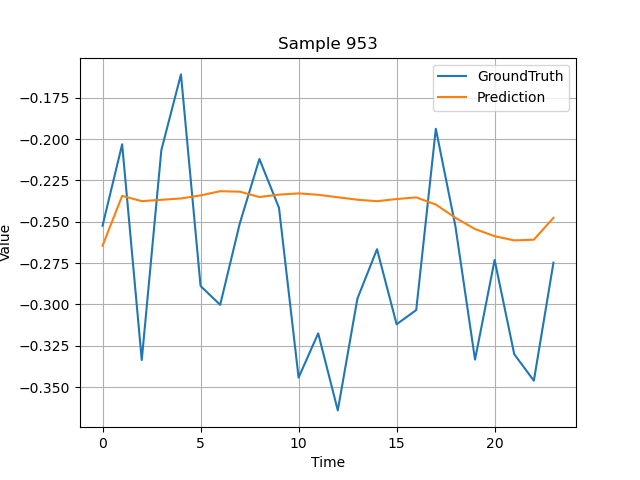 Sample 953
GroundTruth
Prediction
−0.175
−0.200
−0.225
−0.250
−0.275
−0.300
−0.325
−0.350
Value
0 5 10 15 20
Time